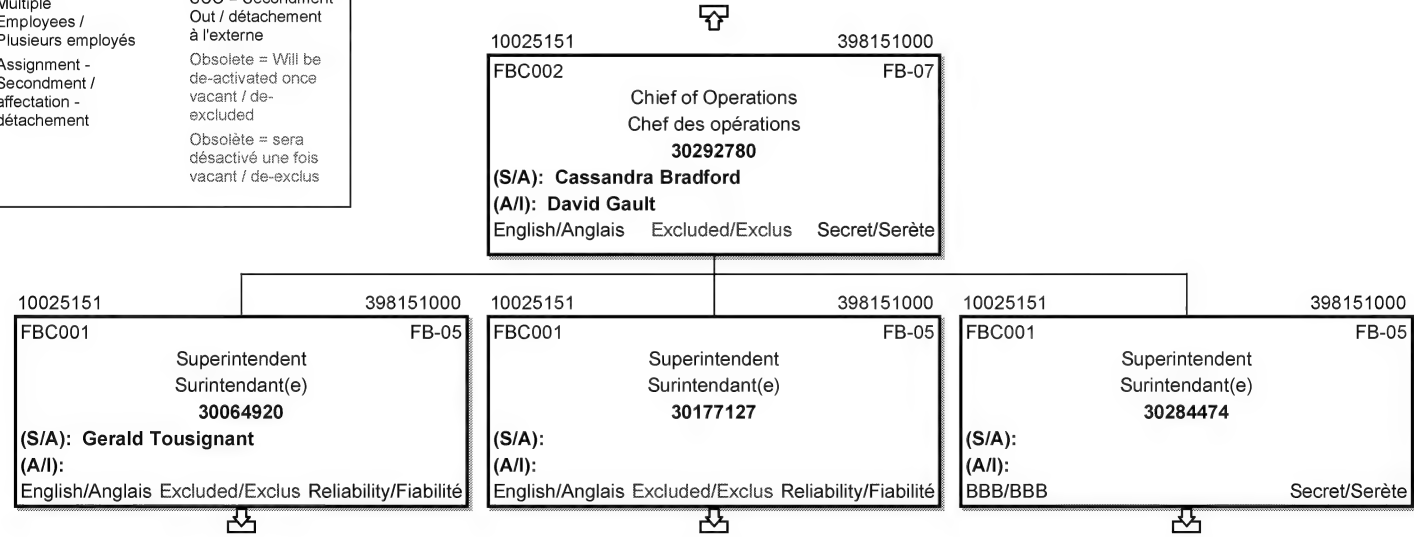 Multiple
Employees /
Plusieurs employés
Assignment -
Secondment /
affectation -
détachement
Out / détachement
à l'externe
Obsolete = Will be
de-activated once
vacant / de-
excluded
Obsolète = sera
désactivé une fois
vacant / de-exclus
10025151 398151000
FBC002 FB-07
Chief of Operations
Chef des opérations
30292780
(S/A): Cassandra Bradford
(A/I): David Gault
English/Anglais Excluded/Exclus Secret/Serète
10025151 398151000
FBC001 FB-05
Superintendent
Surintendant(e)
30064920
(S/A): Gerald Tousignant
(A/I):
English/Anglais Excluded/Exclus Reliability/Fiabilité
10025151 398151000
FBC001 FB-05
Superintendent
Surintendant(e)
30177127
(S/A):
(A/I):
English/Anglais Excluded/Exclus Reliability/Fiabilité
10025151 398151000
FBC001 FB-05
Superintendent
Surintendant(e)
30284474
(S/A):
(A/I):
BBB/BBB Secret/Serète